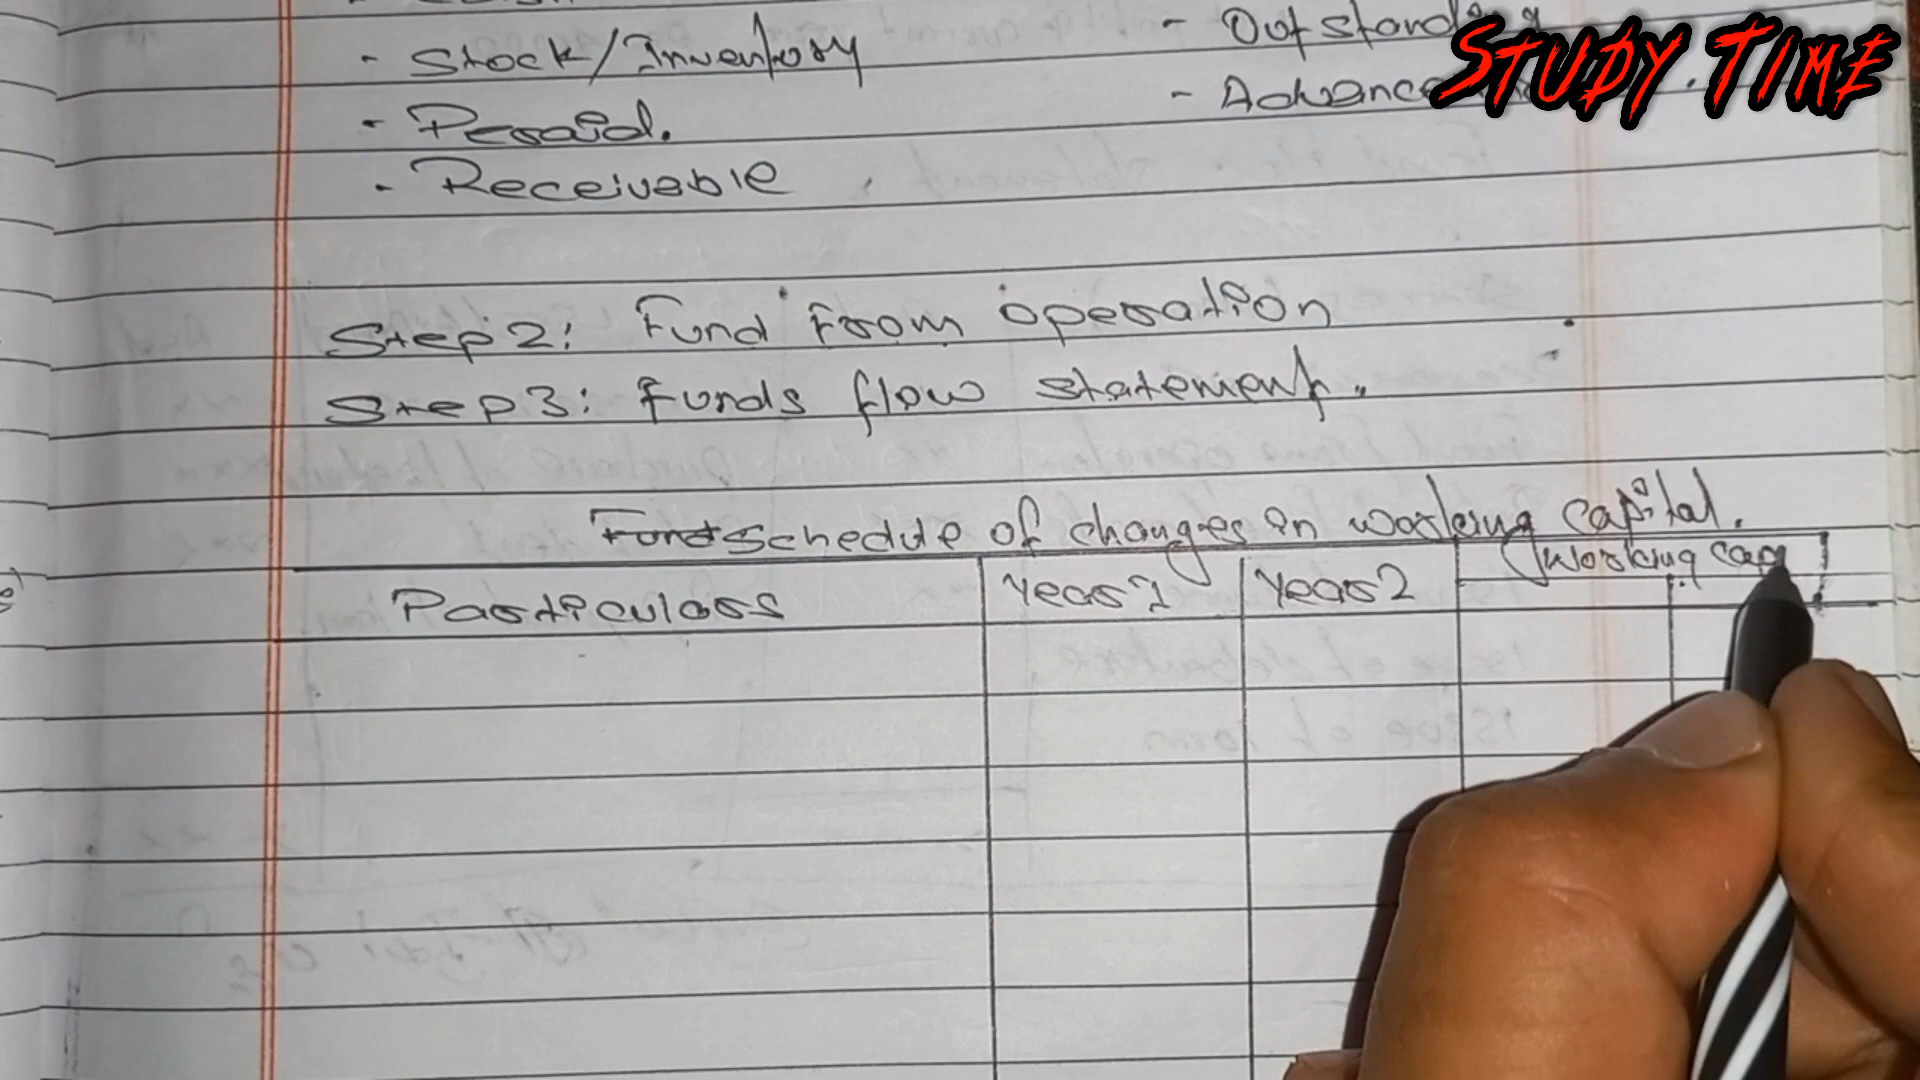 - Outstanding
STUDY TIME
- Stock/Inventory
- Advance
- Receivable
Step 2: Fund from operation
Step 3: Funds flow statement.
Fund Schedule of changes in working capital.
Particulars Year 1 Year 2 Working cap